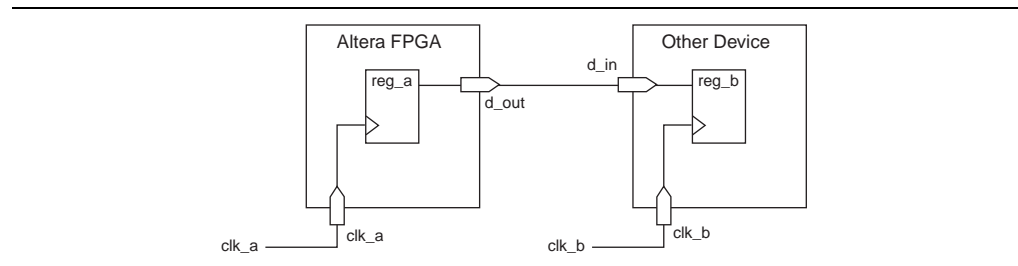 Altera FPGA
Other Device
d_in
reg_a
reg_b
d_out
clk_a
clk_a
clk_b
clk_b